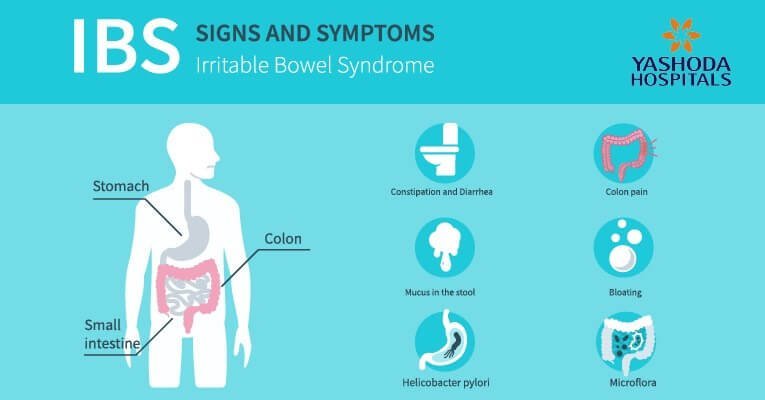 IBS
SIGNS AND SYMPTOMS
Irritable Bowel Syndrome
YASHODA
HOSPITALS
Stomach
Colon
Small
intestine
Constipation and Diarrhea
Colon pain
Mucus in the stool
Bloating
Helicobacter pylori
Microflora